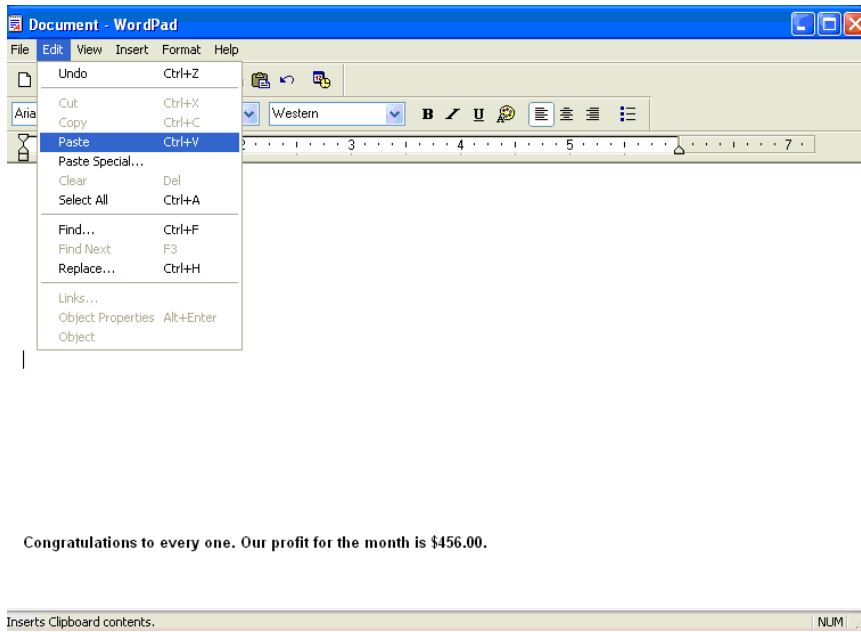 Document - WordPad
File Edit View Insert Format Help
Undo Ctrl+Z
Cut Ctrl+X
Aria Western B U
Copy Ctrl+C
Paste Ctrl+V
2 3 4 5 7
Paste Special...
Clear Del
Select All Ctrl+A
Find... Ctrl+F
Find Next F3
Replace... Ctrl+H
Links...
Object Properties Alt+Enter
Object
Congratulations to every one. Our profit for the month is $456.00.
Inserts Clipboard contents. NUM